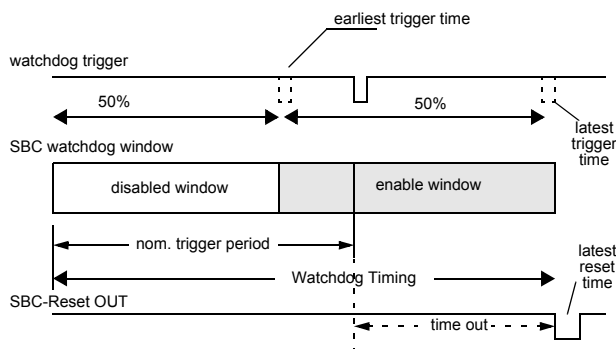 earliest trigger time
watchdog trigger
50%
50%
latest
trigger
time
SBC watchdog window
disabled window
enable window
nom. trigger period
latest
reset
time
Watchdog Timing
SBC-Reset OUT
time out